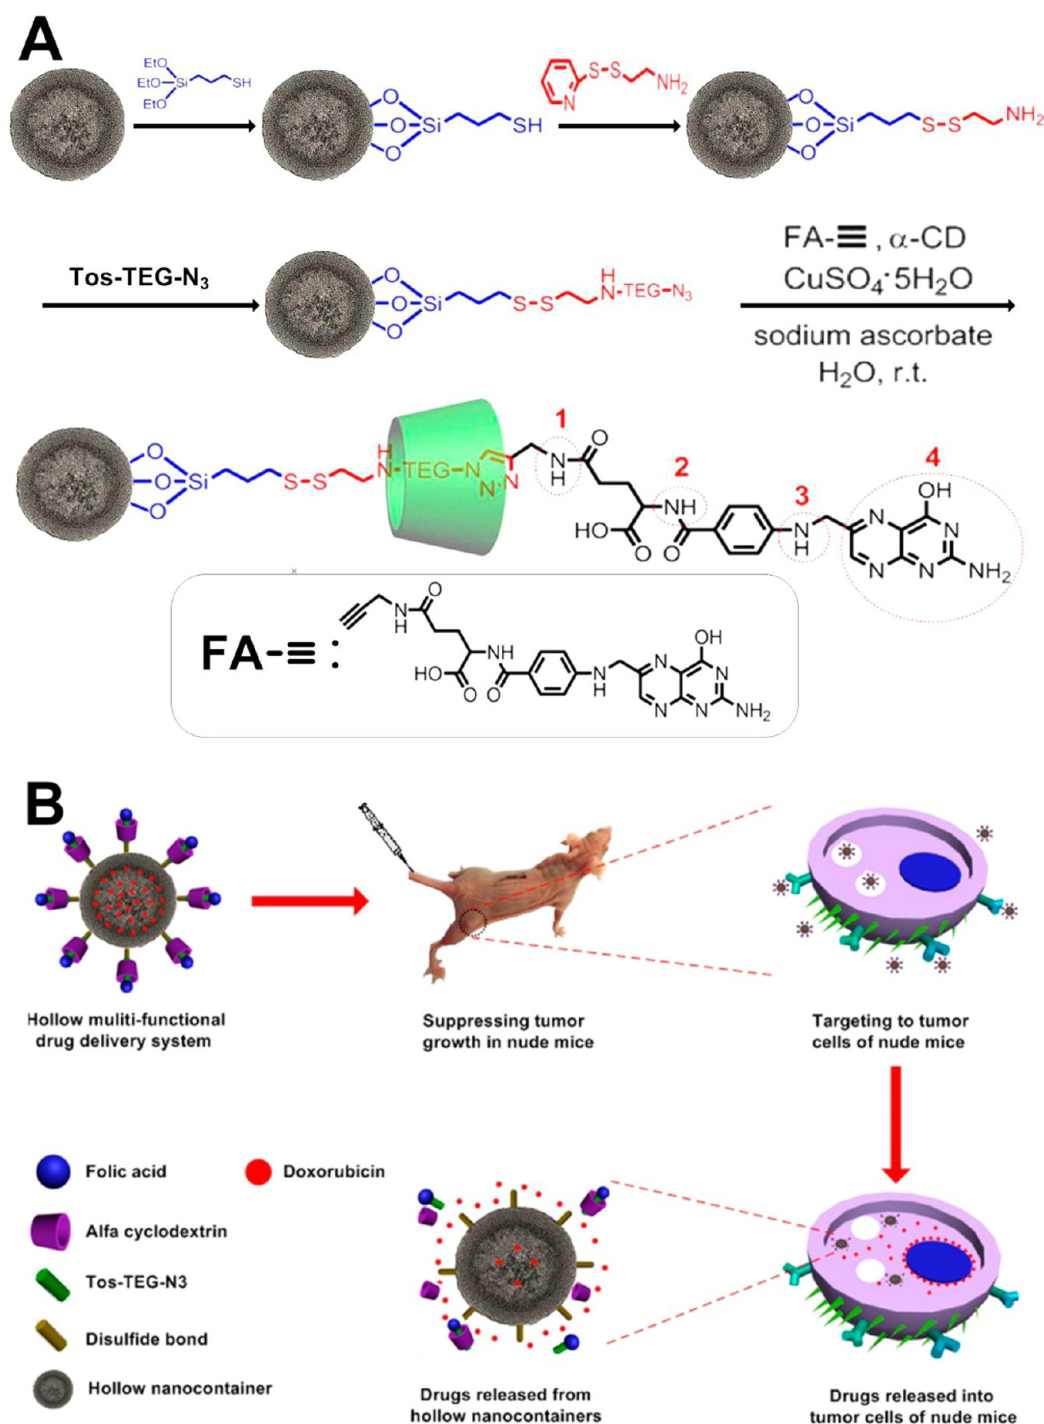 A
EtO
EtO Si SH
EtO
O
O Si SH
O
S-S NH2
N
O
O Si S-S NH2
O
Tos-TEG-N3
O
O Si S-S H N-TEG-N3
O
FA-≡ , α-CD
CuSO4·5H2O
sodium ascorbate
H2O, r.t.
O
O Si S-S H N-TEG-N N N
O
1
N
H
O
2
NH
HO
O
O
3
N
H
4
OH
N
N
N
N
NH2
FA-≡ :
O
N
H
NH
HO
O
O
N
H
OH
N
N
N
N
NH2
B
Hollow muliti-functional
drug delivery system
Suppressing tumor
growth in nude mice
Targeting to tumor
cells of nude mice
Folic acid
Doxorubicin
Alfa cyclodextrin
Tos-TEG-N3
Disulfide bond
Hollow nanocontainer
Drugs released from
hollow nanocontainers
Drugs released into
tumor cells of nude mice